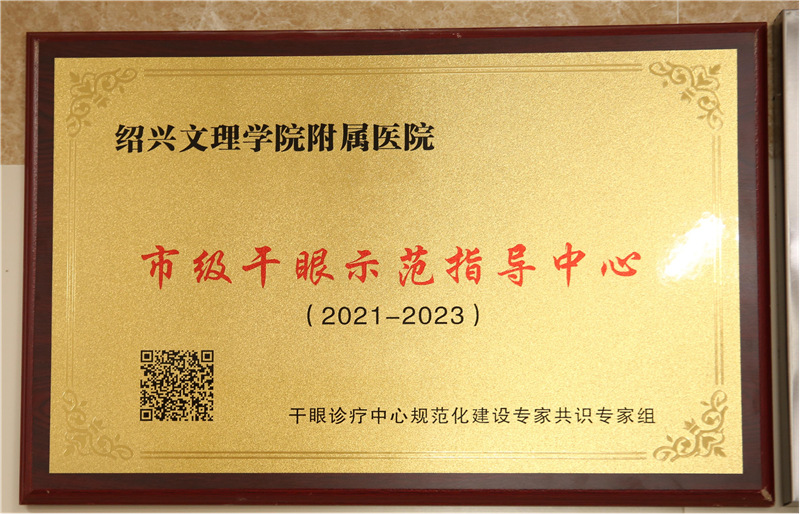 绍兴文理学院附属医院
市级干眼示范指导中心
（2021-2023）
干眼诊疗中心规范化建设专家共识专家组